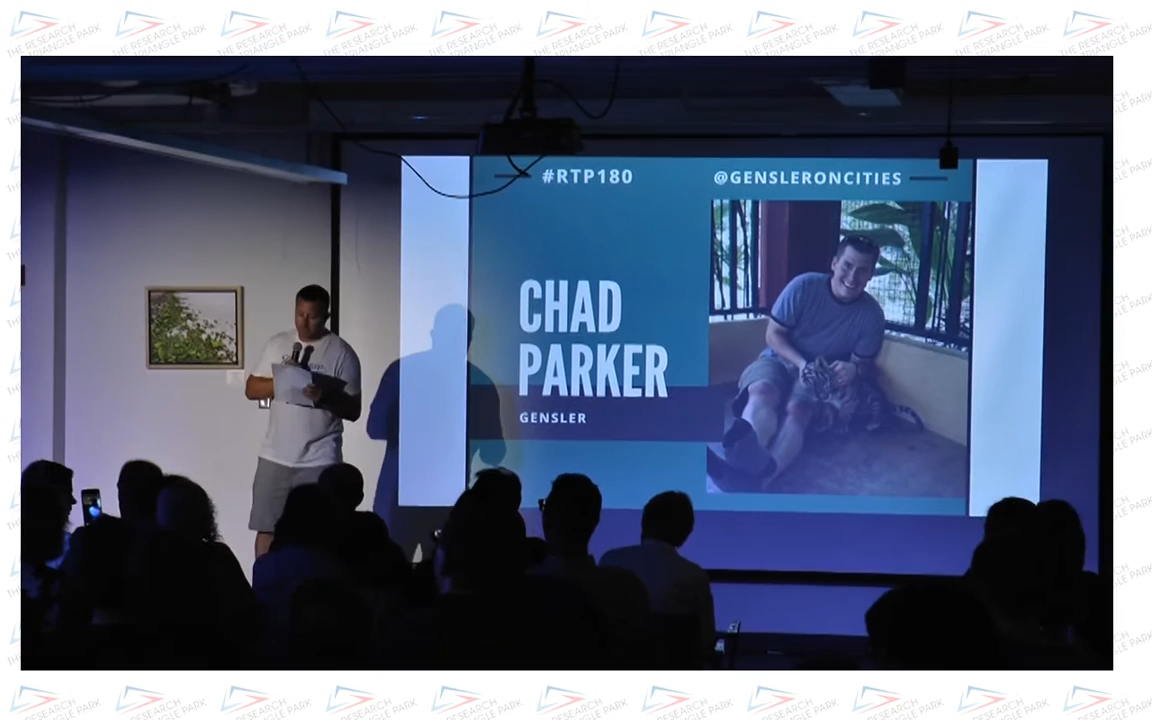 THE RESEARCH
TRIANGLE PARK
#RTP180
@GENSLERONCITIES
CHAD
PARKER
GENSLER